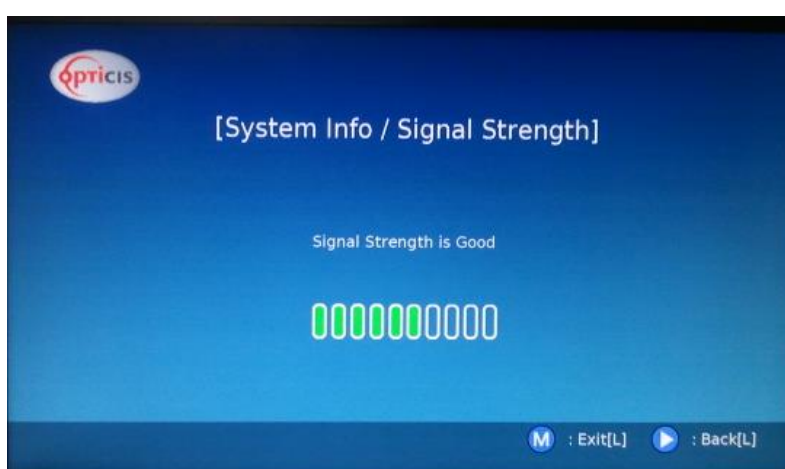 OPTICIS
[System Info / Signal Strength]
Signal Strength is Good
M : Exit[L] : Back[L]